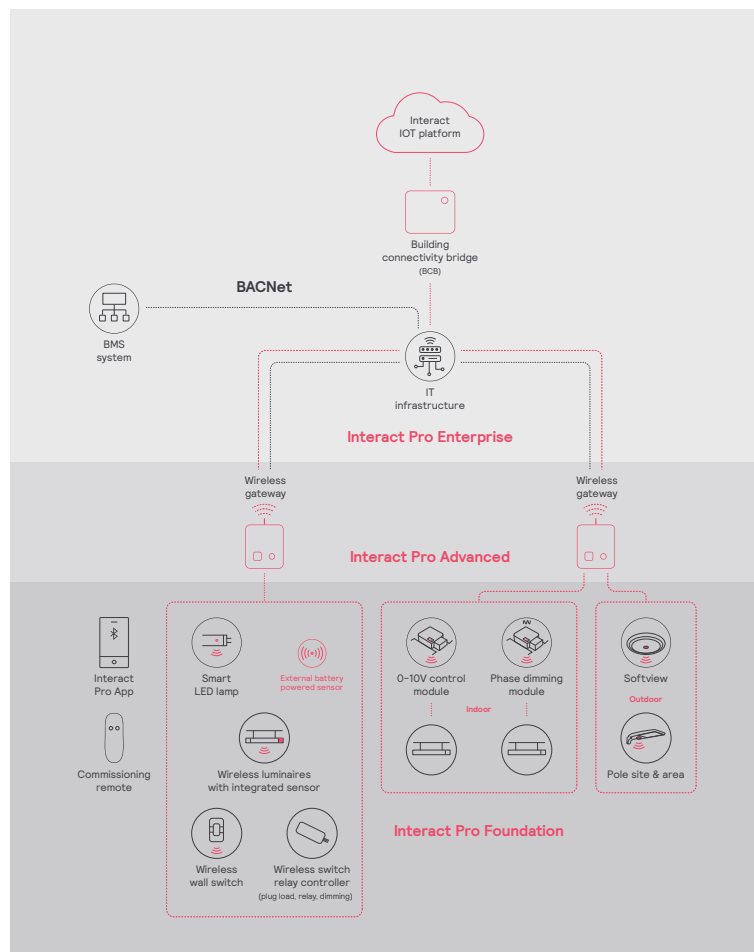 Interact
IOT platform
Building
connectivity bridge
(BCB)
BACNet
BMS
system
IT
infrastructure
Interact Pro Enterprise
Wireless
gateway
Wireless
gateway
Interact Pro Advanced
Interact
Pro App
Smart
LED lamp
External battery
powered sensor
0-10V control
module
Phase dimming
module
Softview
Indoor
Outdoor
Commissioning
remote
Wireless luminaires
with integrated sensor
Pole site & area
Interact Pro Foundation
Wireless
wall switch
Wireless switch
relay controller
(plug load, relay, dimming)